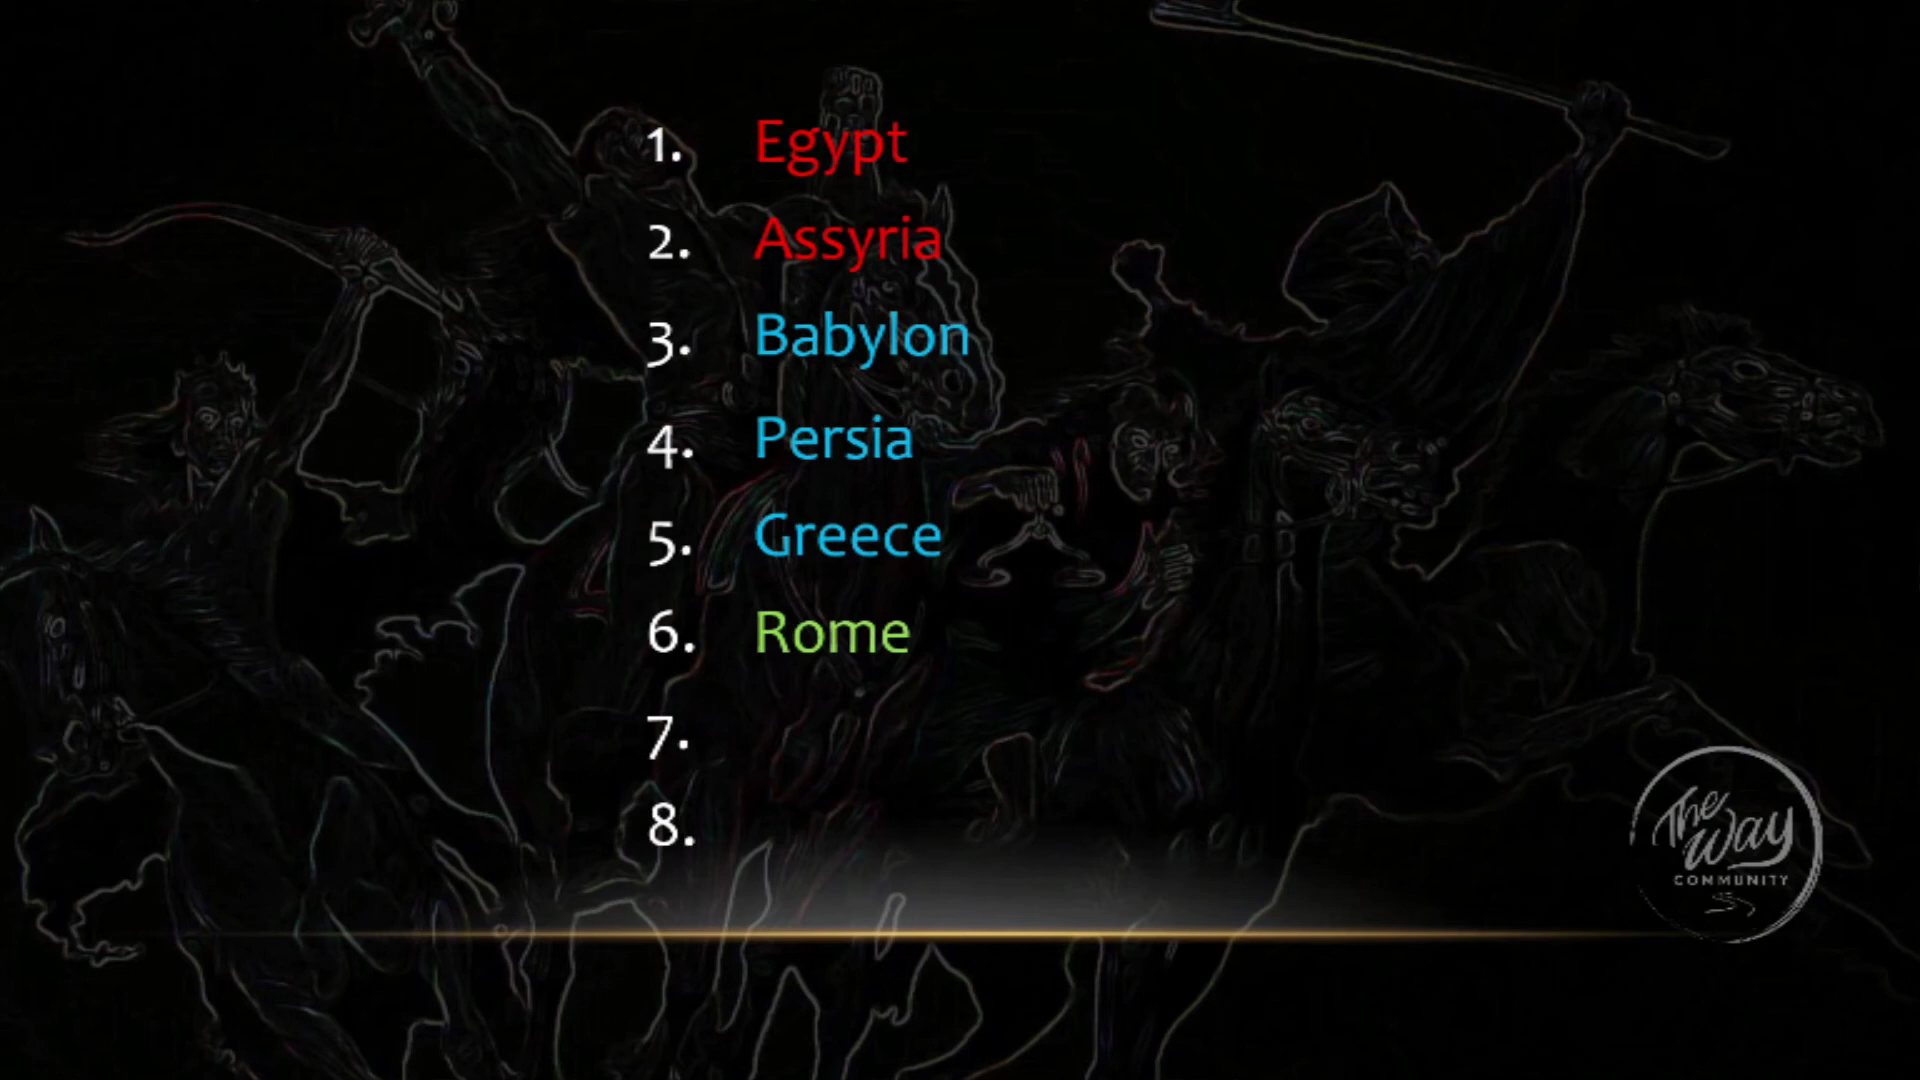 1. Egypt
2. Assyria
3. Babylon
4. Persia
5. Greece
6. Rome
7.
8.
The
Way
COMMUNITY